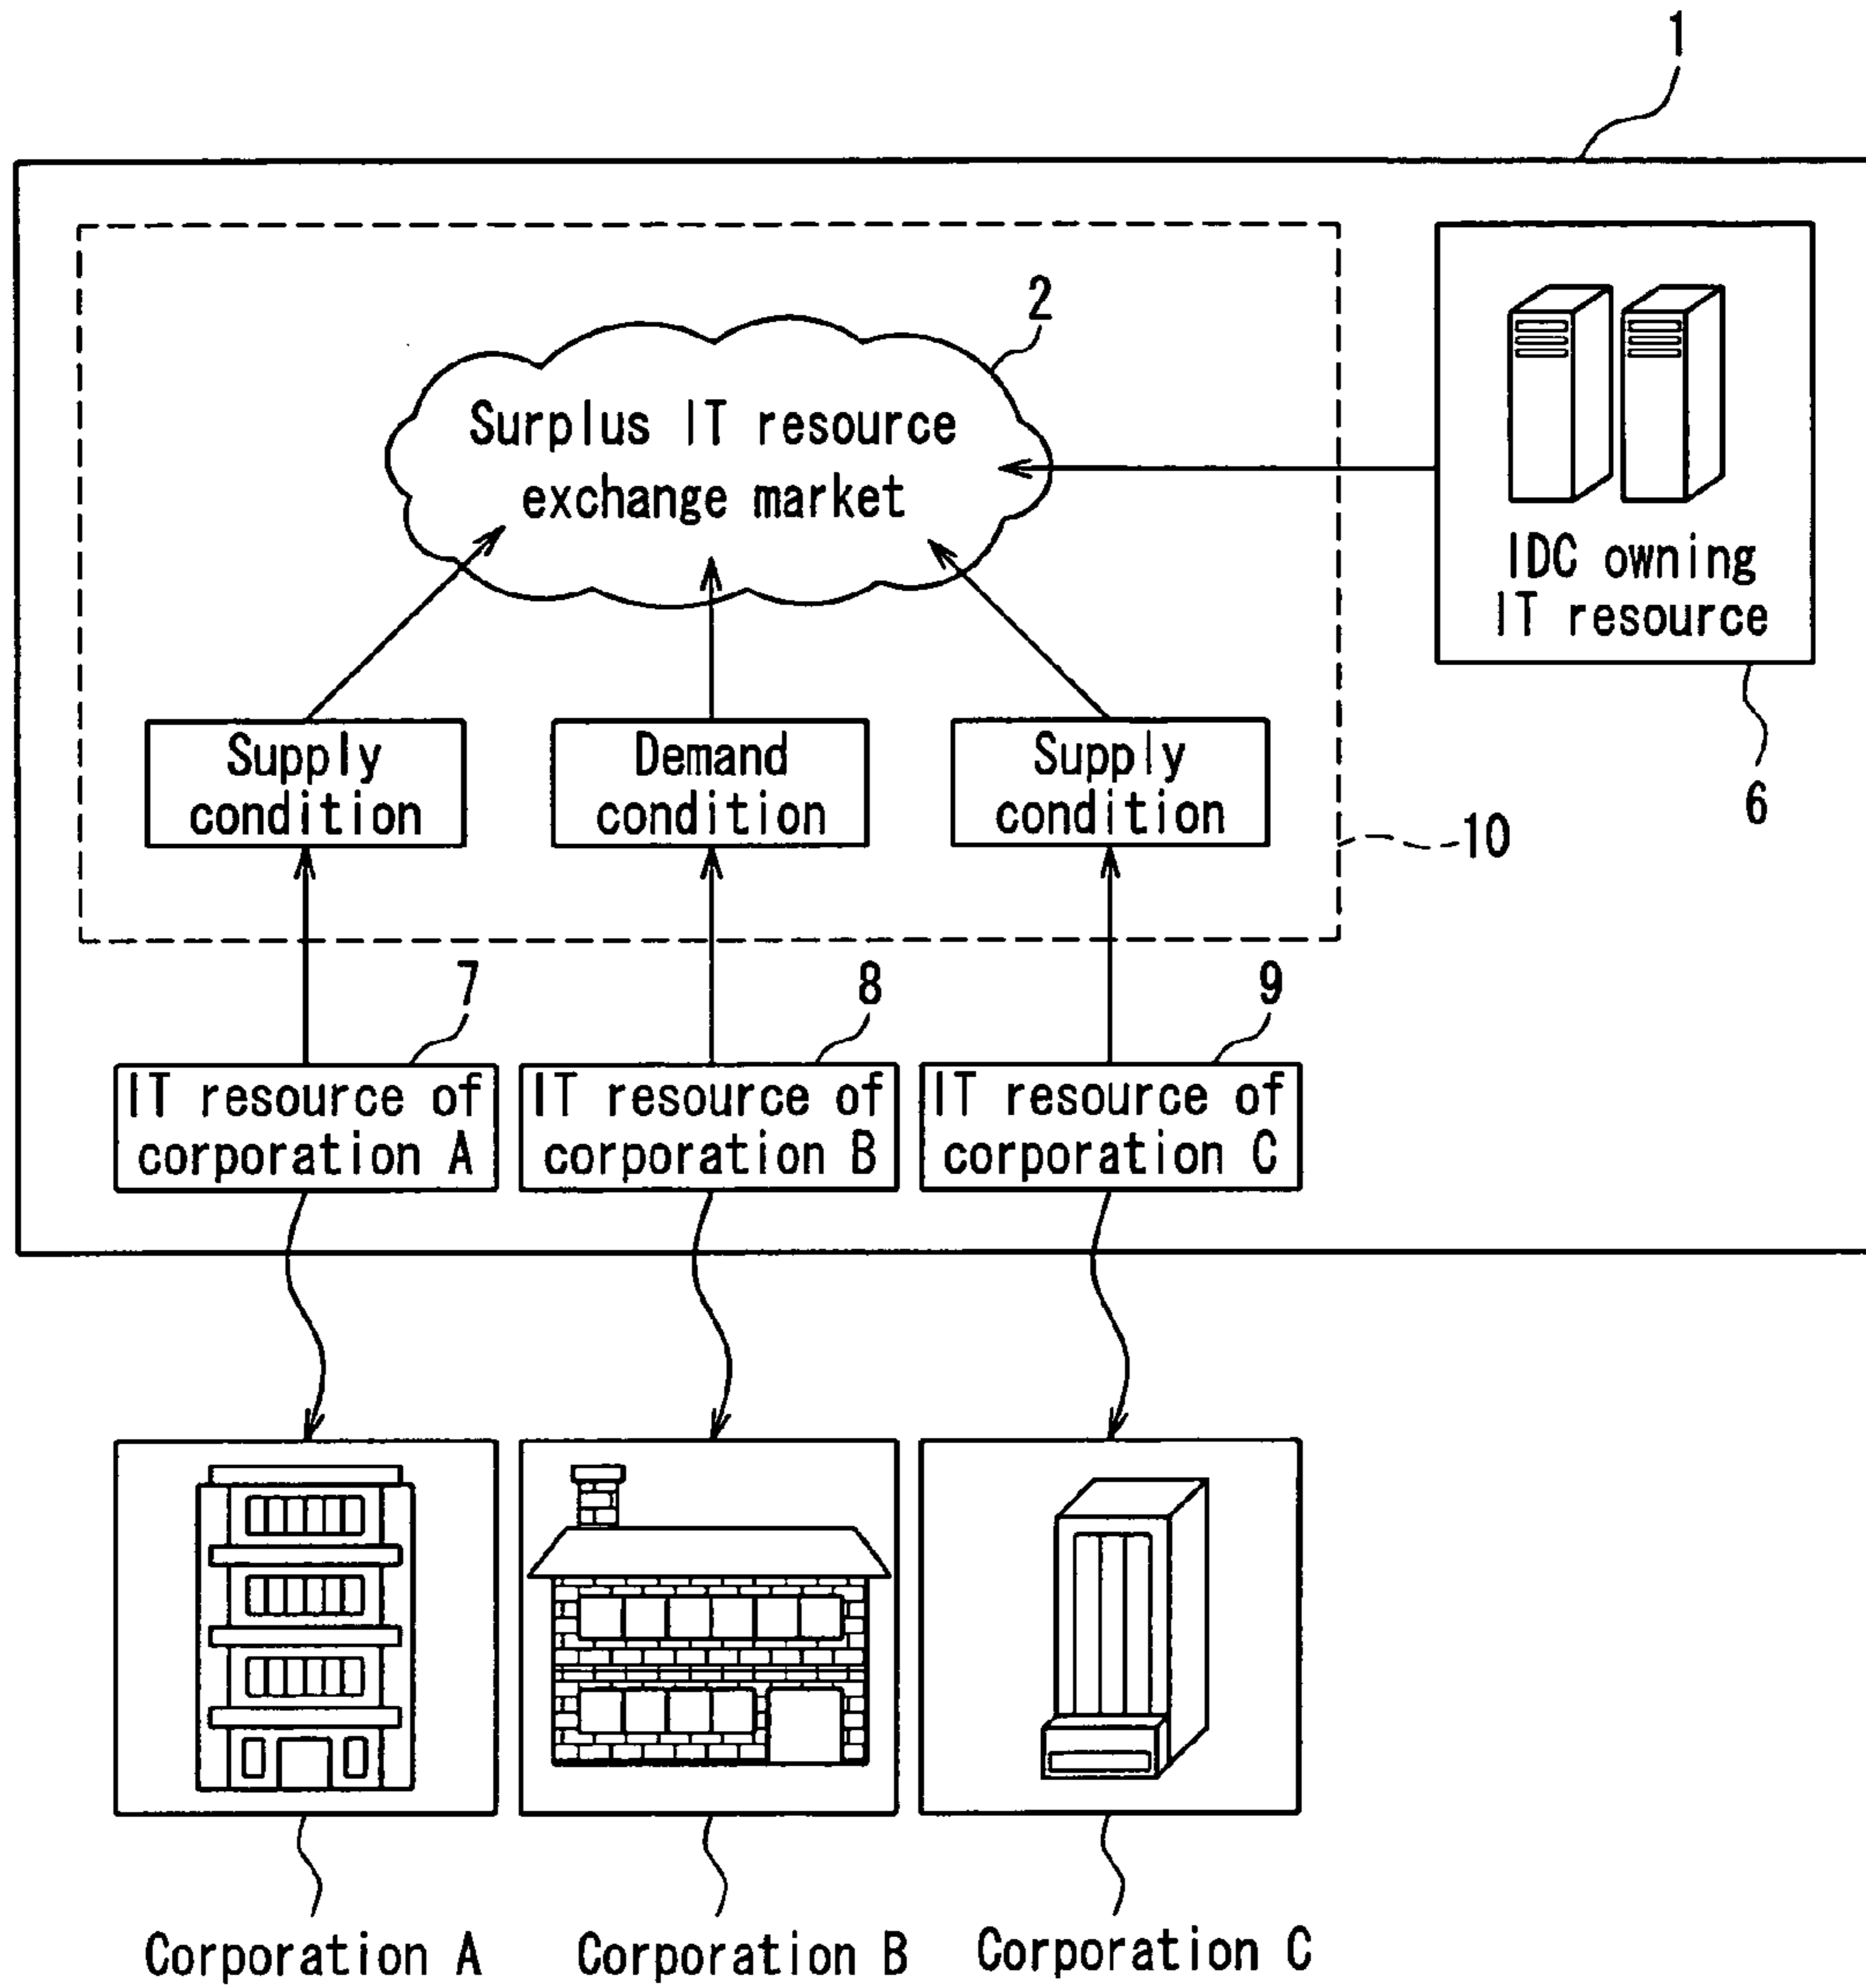 1
2
Surplus IT resource
exchange market
IDC owning
IT resource
6
Supply
condition
Demand
condition
Supply
condition
10
7
8
9
IT resource of
corporation A
IT resource of
corporation B
IT resource of
corporation C
Corporation A
Corporation B
Corporation C